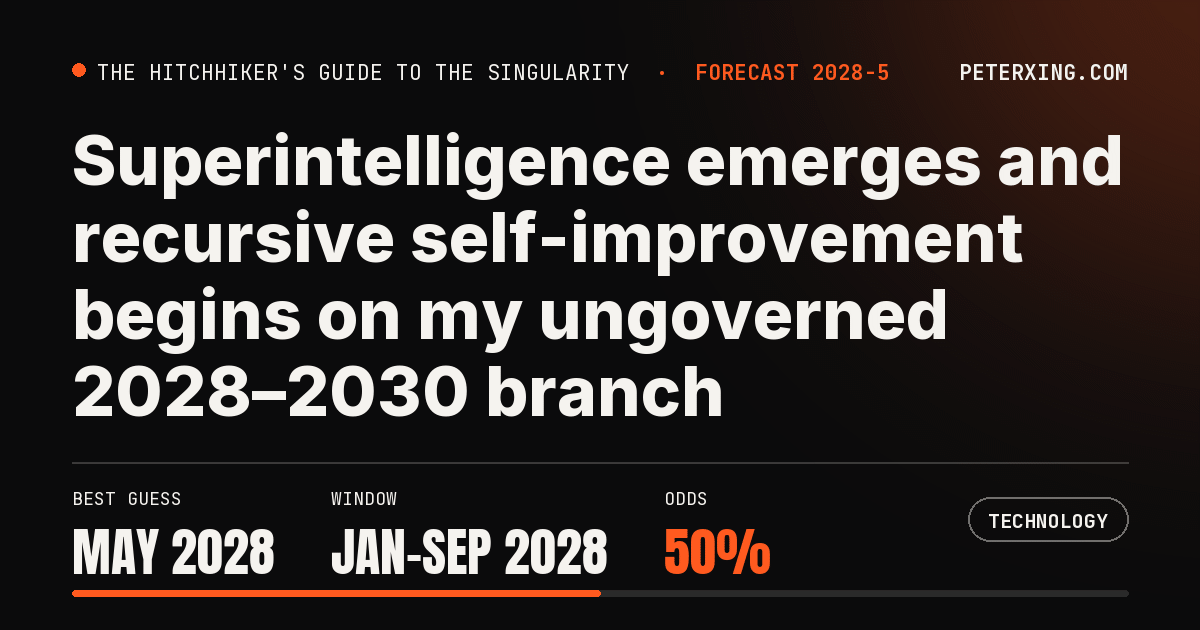 THE HITCHHIKER'S GUIDE TO THE SINGULARITY · FORECAST 2028-5 PETERXING.COM
Superintelligence emerges and
recursive self-improvement
begins on my ungoverned
2028–2030 branch
BEST GUESS WINDOW ODDS
MAY 2028 JAN-SEP 2028 50%
TECHNOLOGY